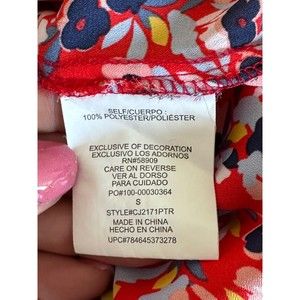 SELF/CUERPO:
100% POLYESTER/POLIÉSTER
EXCLUSIVE OF DECORATION
EXCLUSIVO LOS ADORNOS
RN#58909
CARE ON REVERSE
VER AL DORSO
PARA CUIDADO
PO#100-00030364
S
STYLE#CJ2171PTR
MADE IN CHINA
HECHO EN CHINA
UPC#784645373278